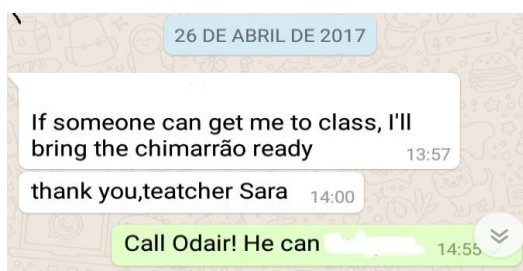 26 DE ABRIL DE 2017
If someone can get me to class, I'll
bring the chimarrão ready
13:57
thank you,teatcher Sara 14:00
Call Odair! He can 14:55